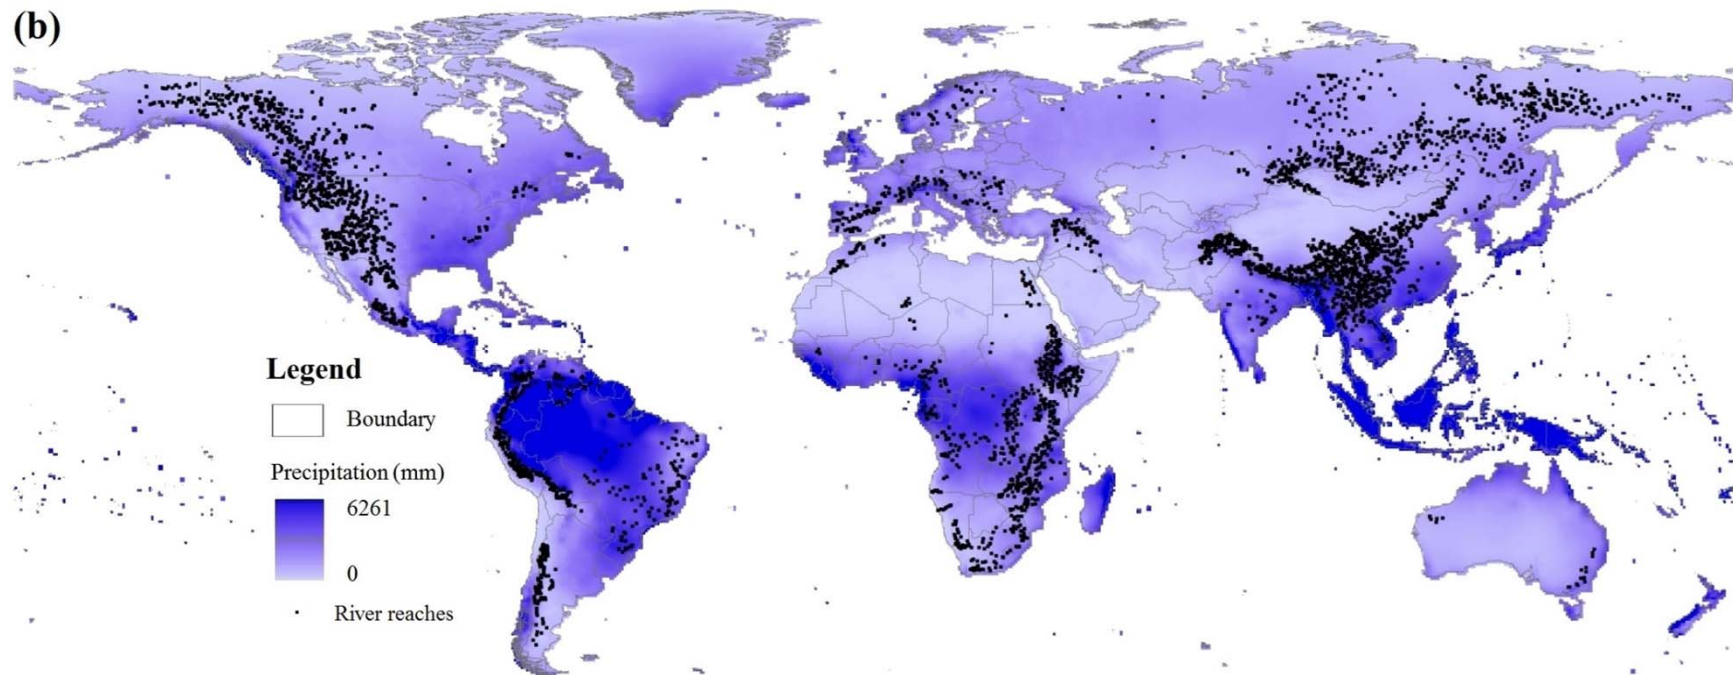 (b)
Legend
Boundary
Precipitation (mm)
6261
0
River reaches